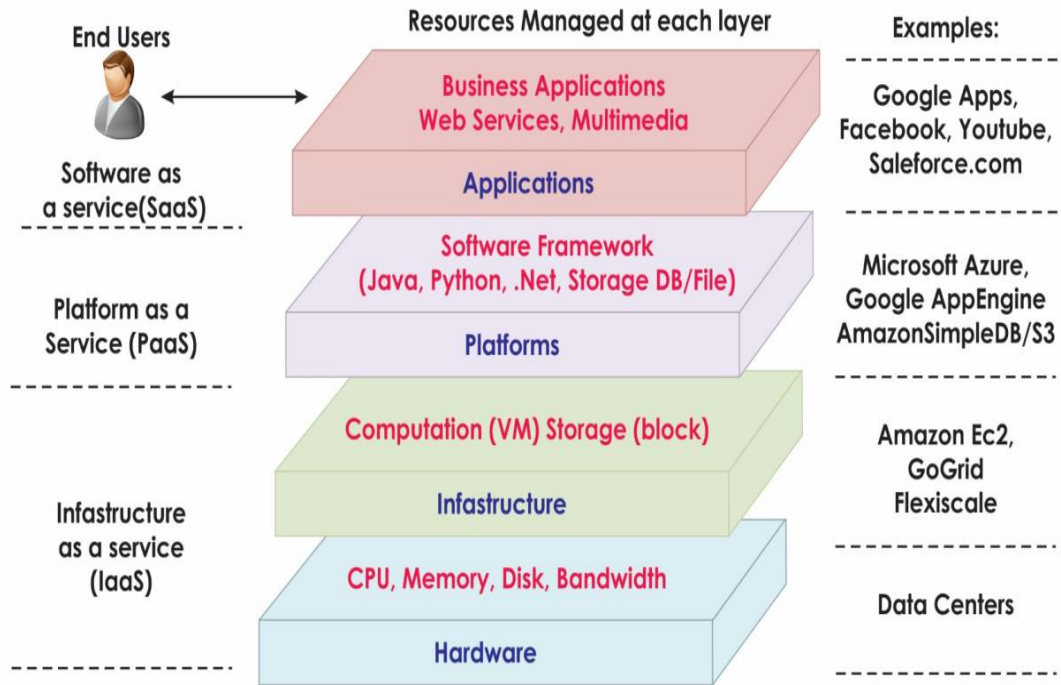 Resources Managed at each layer
End Users
Examples:
Business Applications
Web Services, Multimedia
Applications
Google Apps,
Facebook, Youtube,
Saleforce.com
Software as
a service(SaaS)
Software Framework
(Java, Python, .Net, Storage DB/File)
Platforms
Microsoft Azure,
Google AppEngine
AmazonSimpleDB/S3
Platform as a
Service (PaaS)
Computation (VM) Storage (block)
Infastructure
Amazon Ec2,
GoGrid
Flexiscale
Infastructure
as a service
(IaaS)
CPU, Memory, Disk, Bandwidth
Hardware
Data Centers